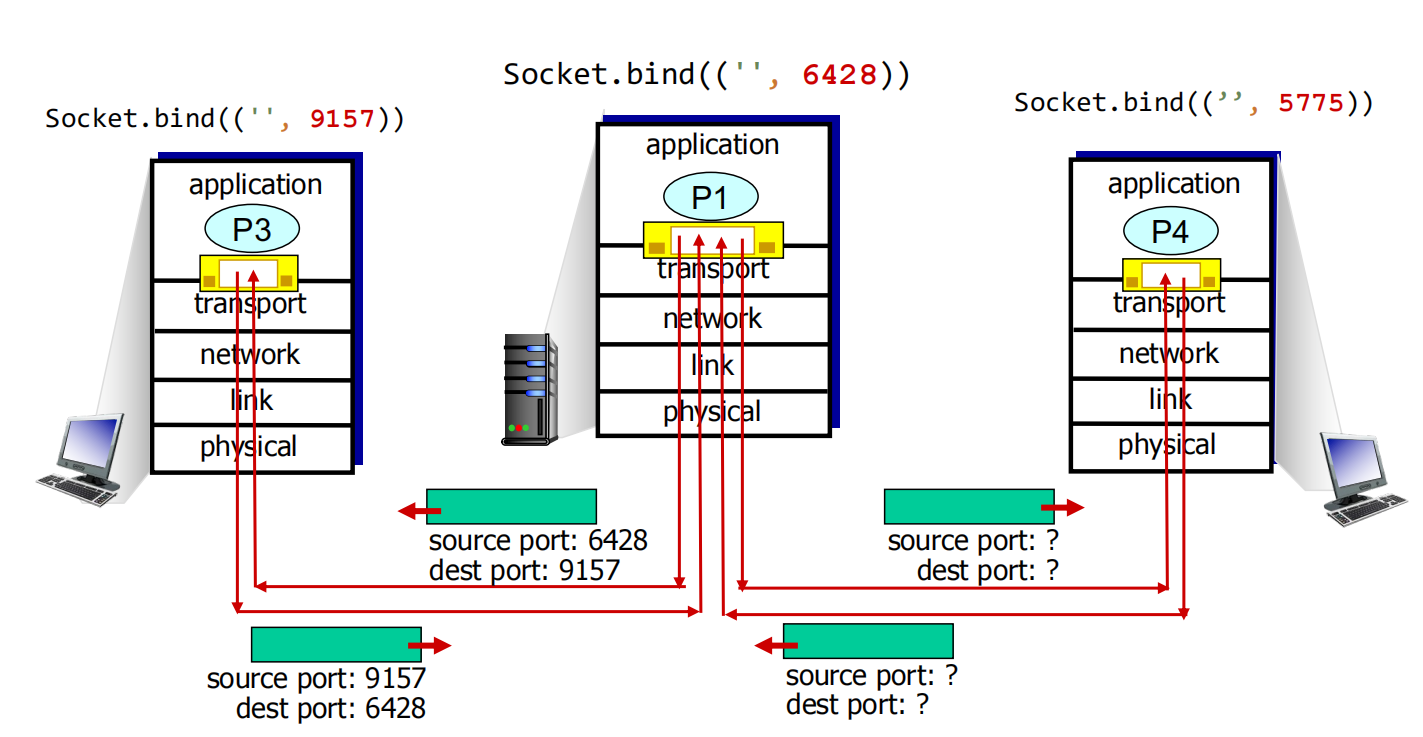 Socket.bind(('', 6428))
Socket.bind(('', 9157))
Socket.bind((’’, 5775))
application
P3
transport
network
link
physical
application
P1
transport
network
link
physical
application
P4
transport
network
link
physical
source port: 6428
dest port: 9157
source port: ?
dest port: ?
source port: 9157
dest port: 6428
source port: ?
dest port: ?